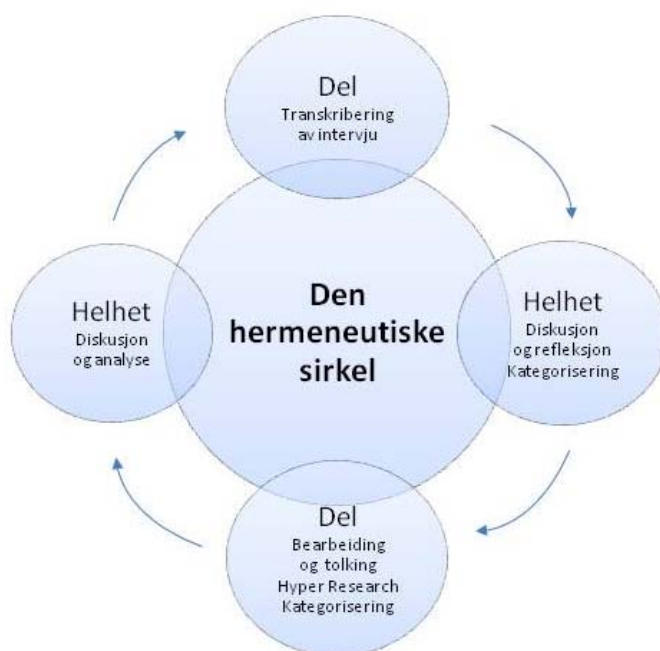 Del
Transkribering
av intervju
Den
hermeneutiske
sirkel
Helhet
Diskusjon
og refleksjon
Kategorisering
Del
Bearbeiding
og tolking
Hyper Research
Kategorisering
Helhet
Diskusjon
og analyse